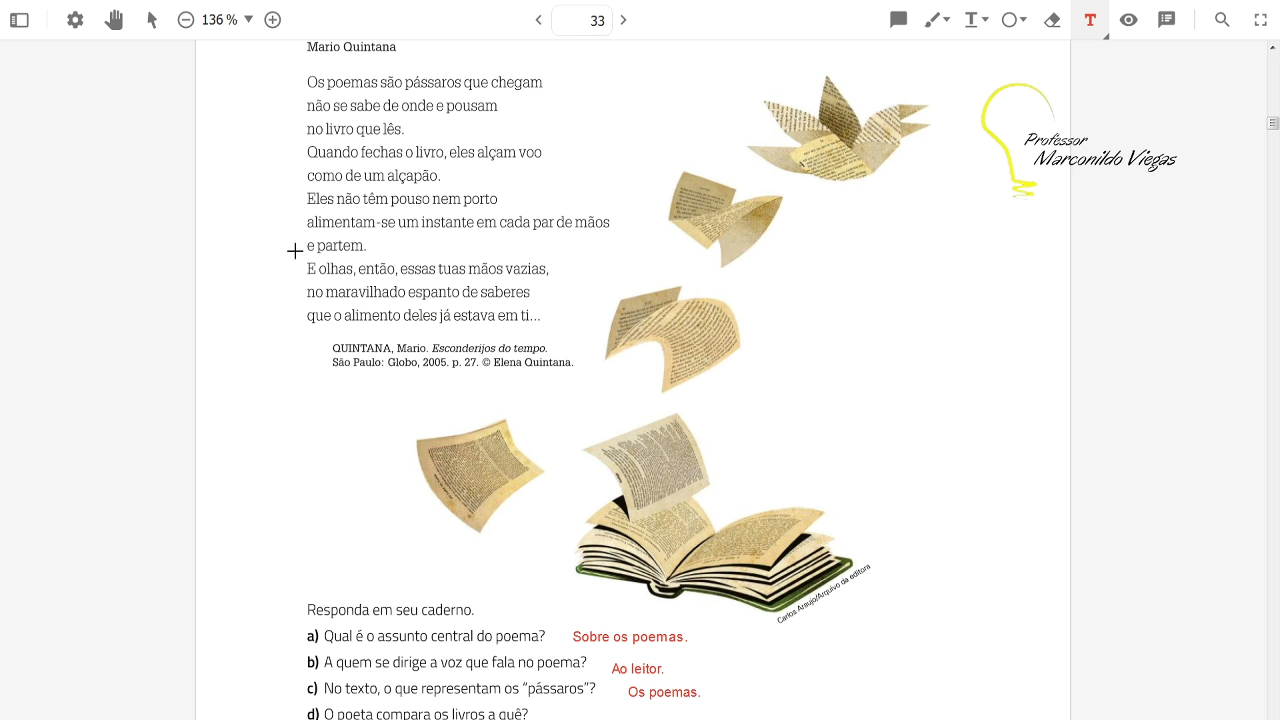 136 %
33
T
T
Mario Quintana
Os poemas são pássaros que chegam
não se sabe de onde e pousam
no livro que lês.
Quando fechas o livro, eles alçam voo
como de um alçapão.
Eles não têm pouso nem porto
alimentam-se um instante em cada par de mãos
e partem.
E olhas, então, essas tuas mãos vazias,
no maravilhado espanto de saberes
que o alimento deles já estava em ti...
QUINTANA, Mario. Esconderijos do tempo.
São Paulo: Globo, 2005. p. 27. © Elena Quintana.
Professor
Marconildo Viegas
Carlos Araujo/Arquivo da editora
Responda em seu caderno.
a) Qual é o assunto central do poema? Sobre os poemas.
b) A quem se dirige a voz que fala no poema? Ao leitor.
c) No texto, o que representam os “pássaros”? Os poemas.
d) O poeta compara os livros a quê?